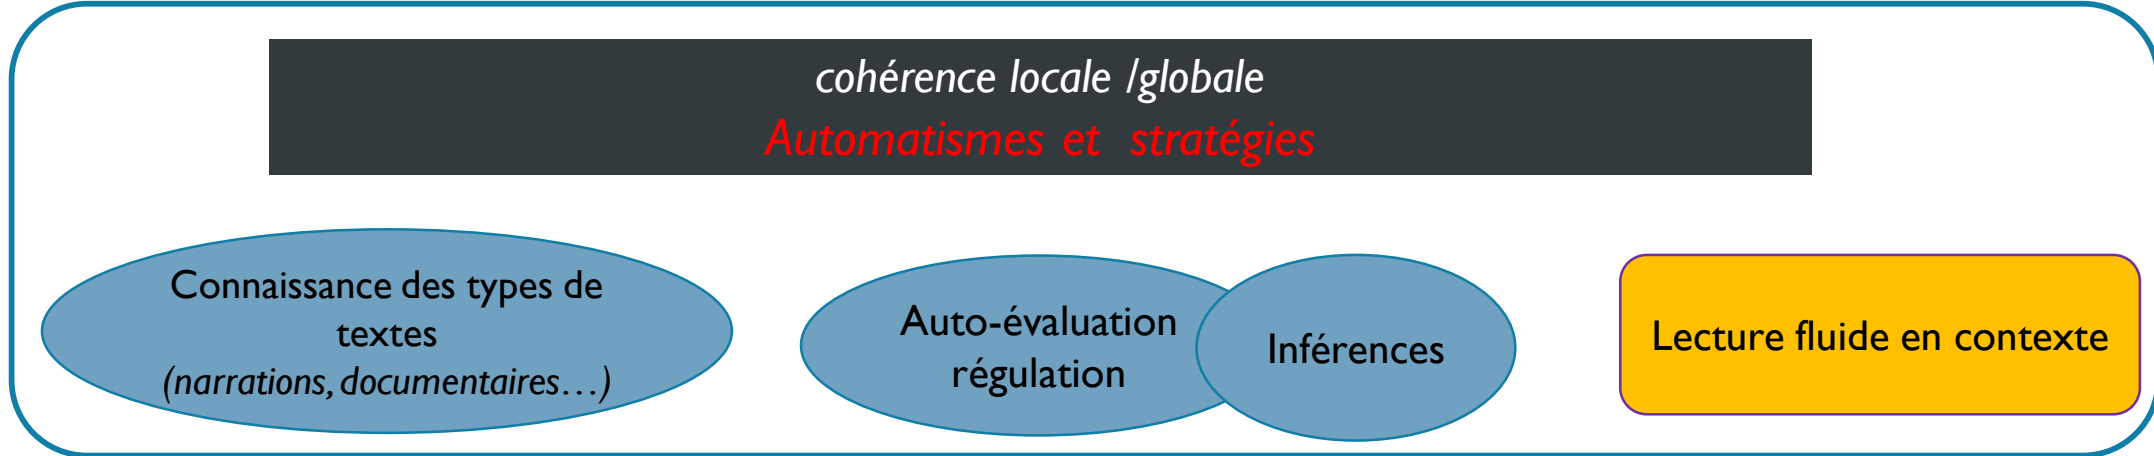 cohérence locale /globale
Automatismes et stratégies
Connaissance des types de
textes
(narrations, documentaires…)
Auto-évaluation
régulation
Inférences
Lecture fluide en contexte